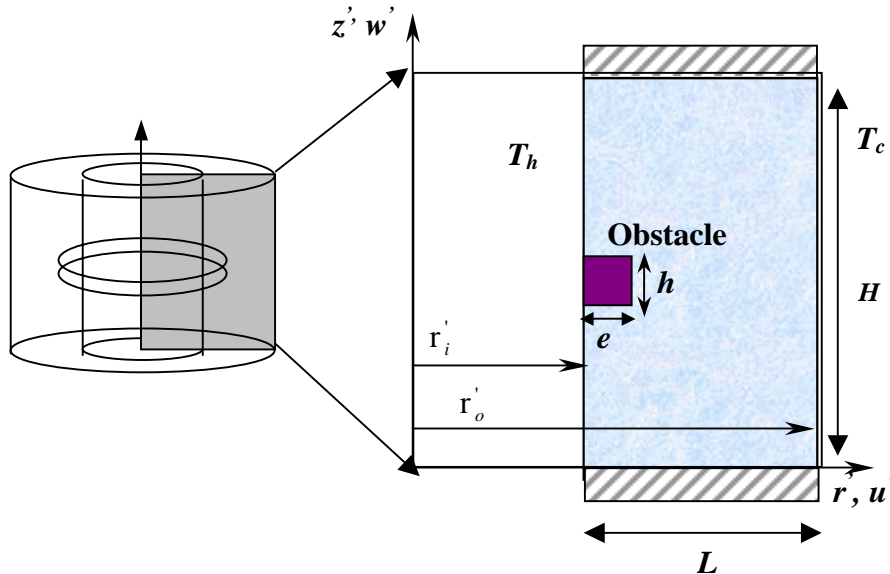 z' w'
T_h
T_c
Obstacle
h
H
e
r'_i
r'_o
r', u'
L